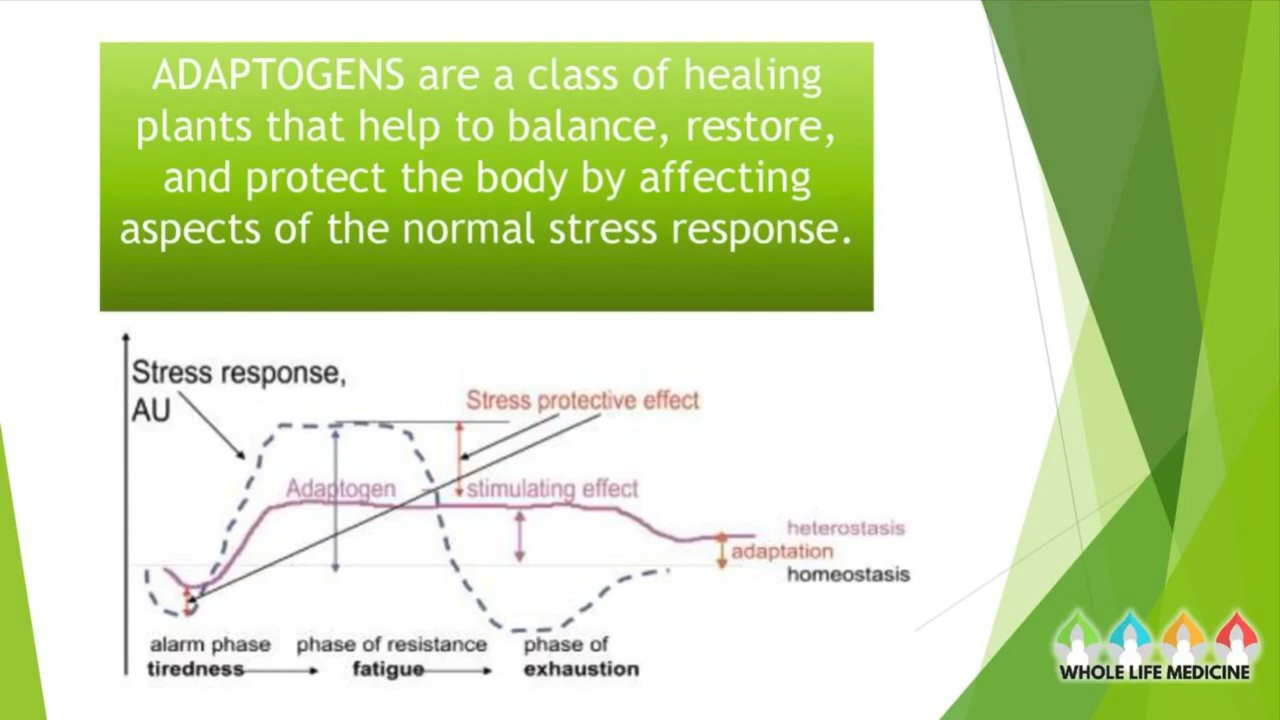 ADAPTOGENS are a class of healing
plants that help to balance, restore,
and protect the body by affecting
aspects of the normal stress response.
Stress response,
AU
Stress protective effect
Adaptogen
stimulating effect
heterostasis
adaptation
homeostasis
alarm phase
tiredness
phase of resistance
fatigue
phase of
exhaustion
WHOLE LIFE MEDICINE